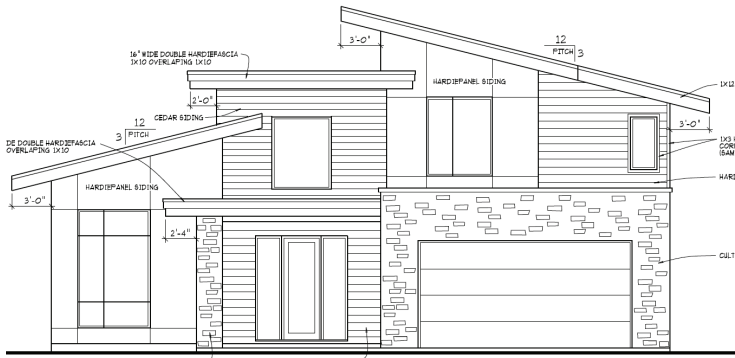 3'-0"
12
PITCH 3
16" WIDE DOUBLE HARDIEFASCIA
1X10 OVERLAPING 1X10
HARDIEPANEL SIDING
1X12
2'-0"
CEDAR SIDING
12
3 PITCH
3'-0"
DE DOUBLE HARDIEFASCIA
OVERLAPING 1X10
1X3
CORN
(SAM
HARD
HARDIEPANEL SIDING
3'-0"
2'-4"
CULT